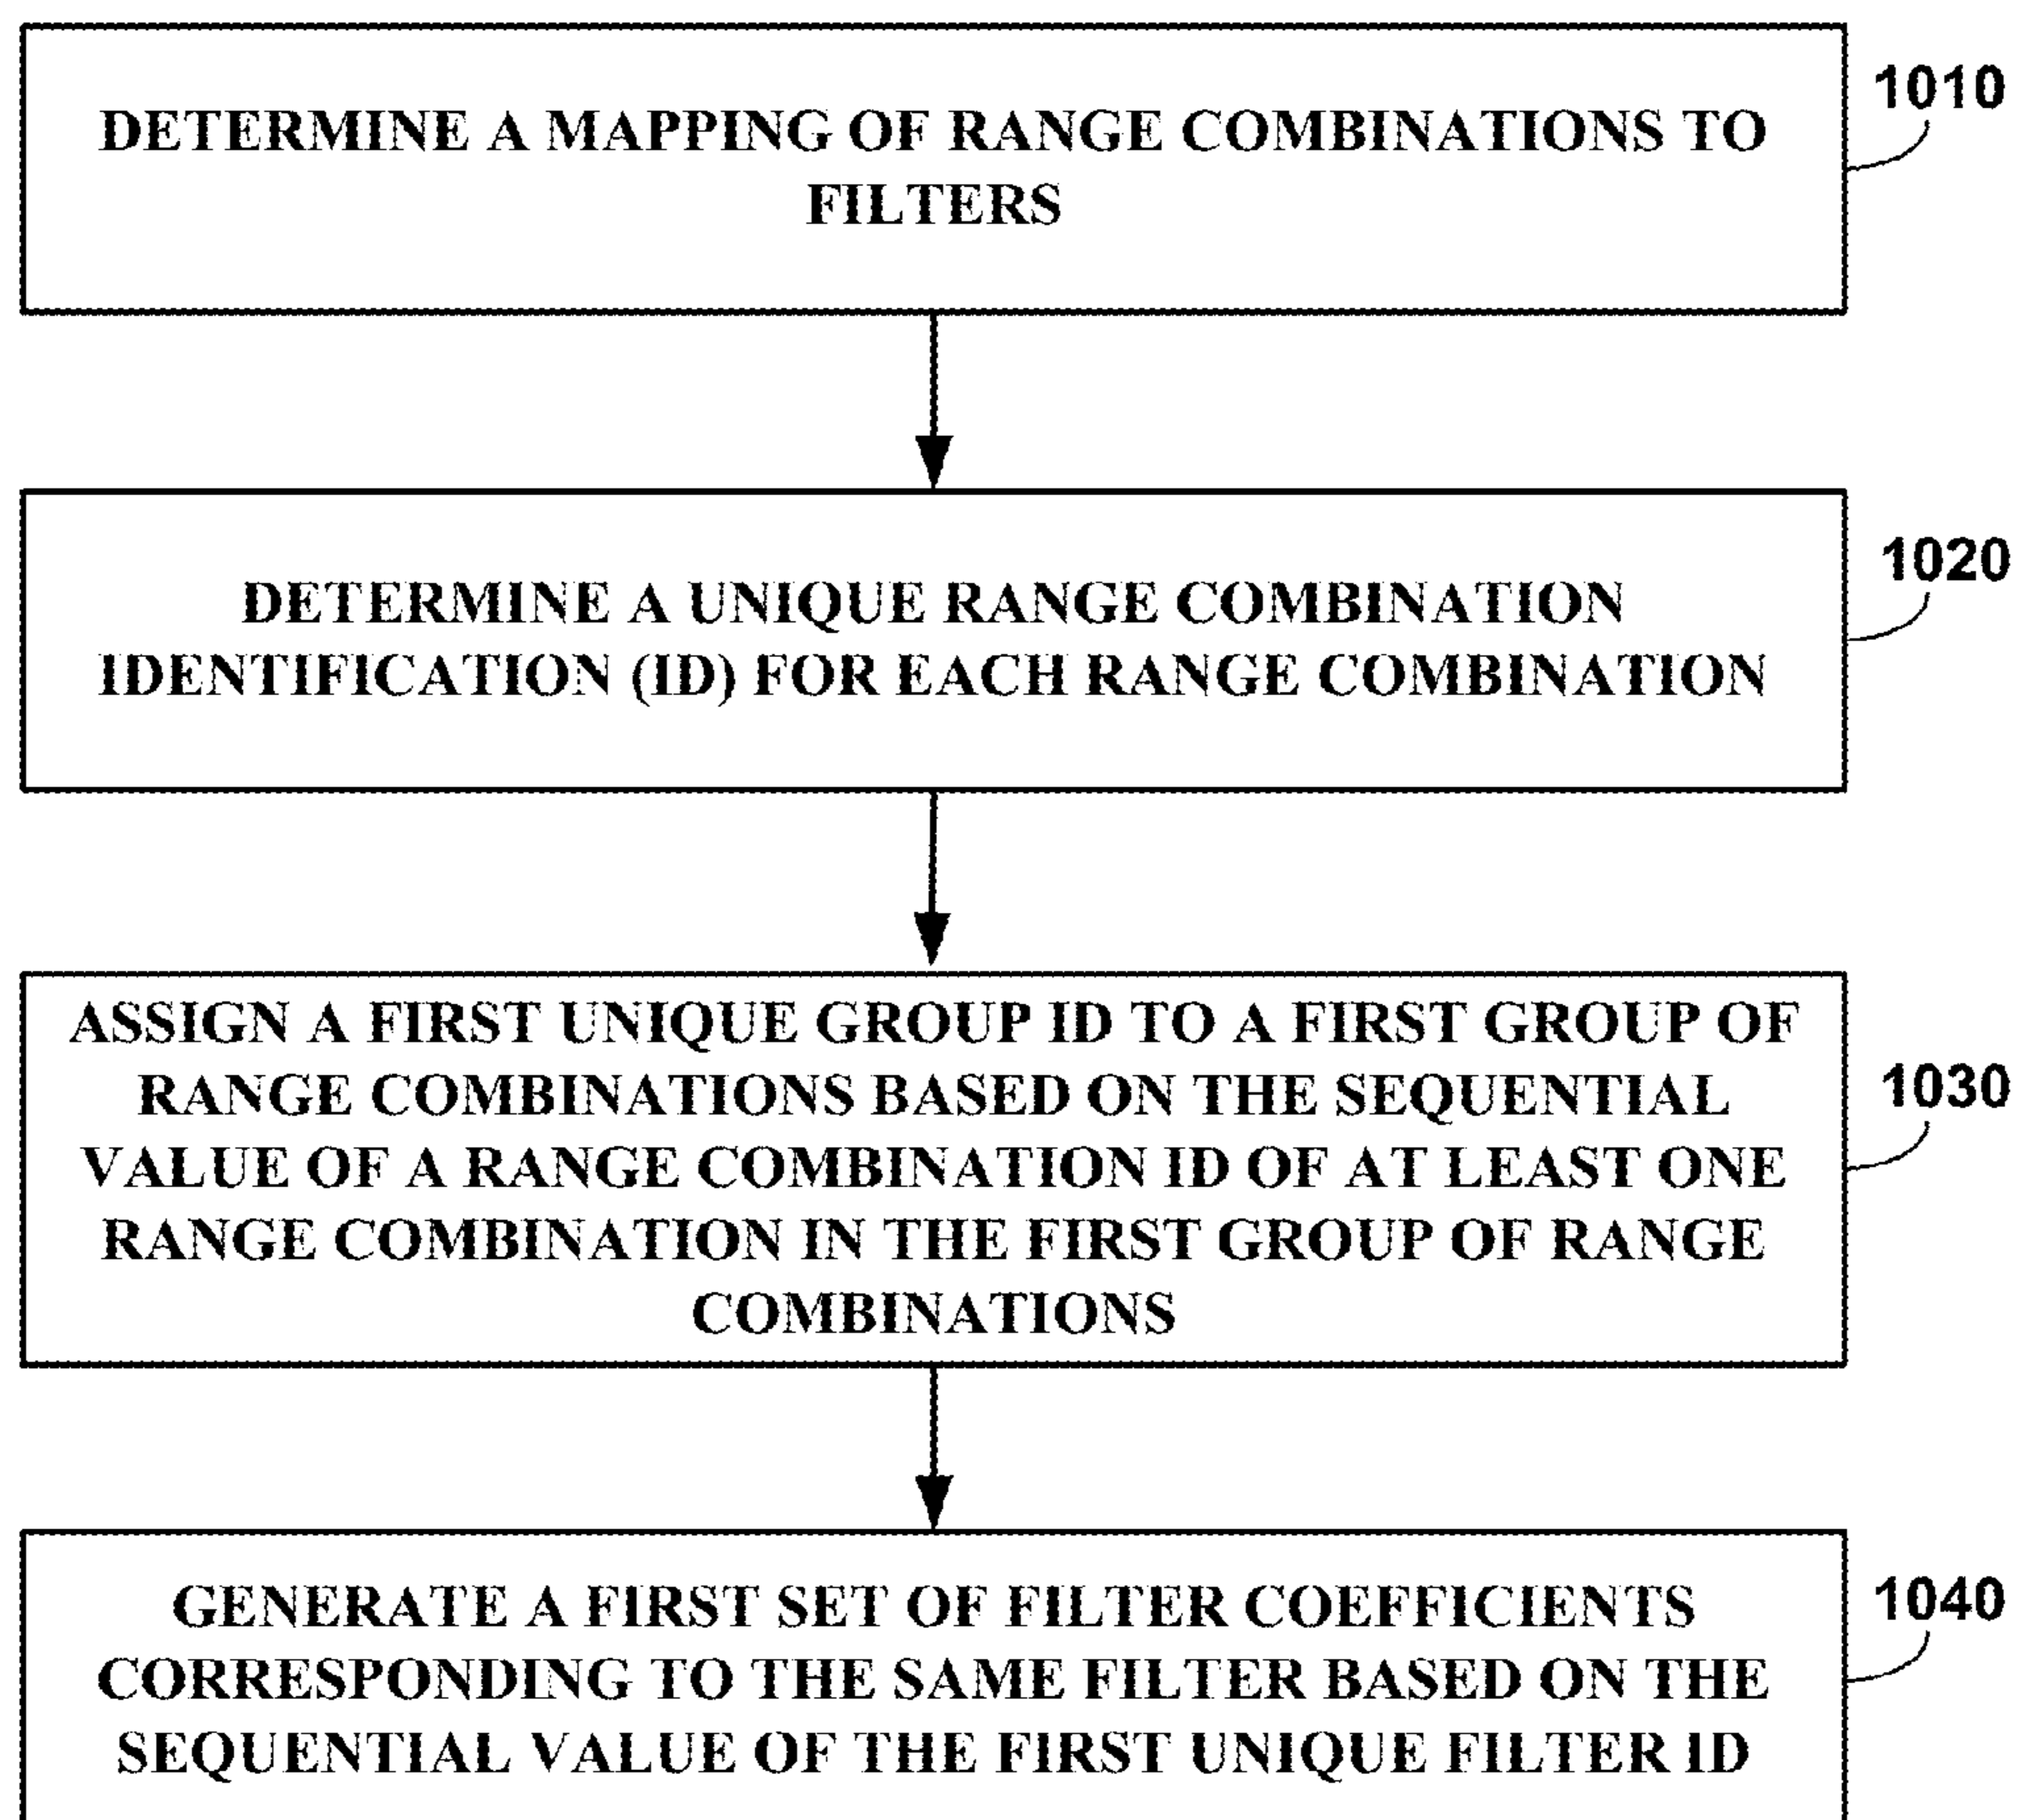 1010
DETERMINE A MAPPING OF RANGE COMBINATIONS TO
FILTERS
1020
DETERMINE A UNIQUE RANGE COMBINATION
IDENTIFICATION (ID) FOR EACH RANGE COMBINATION
ASSIGN A FIRST UNIQUE GROUP ID TO A FIRST GROUP OF
RANGE COMBINATIONS BASED ON THE SEQUENTIAL
VALUE OF A RANGE COMBINATION ID OF AT LEAST ONE
RANGE COMBINATION IN THE FIRST GROUP OF RANGE
COMBINATIONS
1030
GENERATE A FIRST SET OF FILTER COEFFICIENTS
CORRESPONDING TO THE SAME FILTER BASED ON THE
SEQUENTIAL VALUE OF THE FIRST UNIQUE FILTER ID
1040